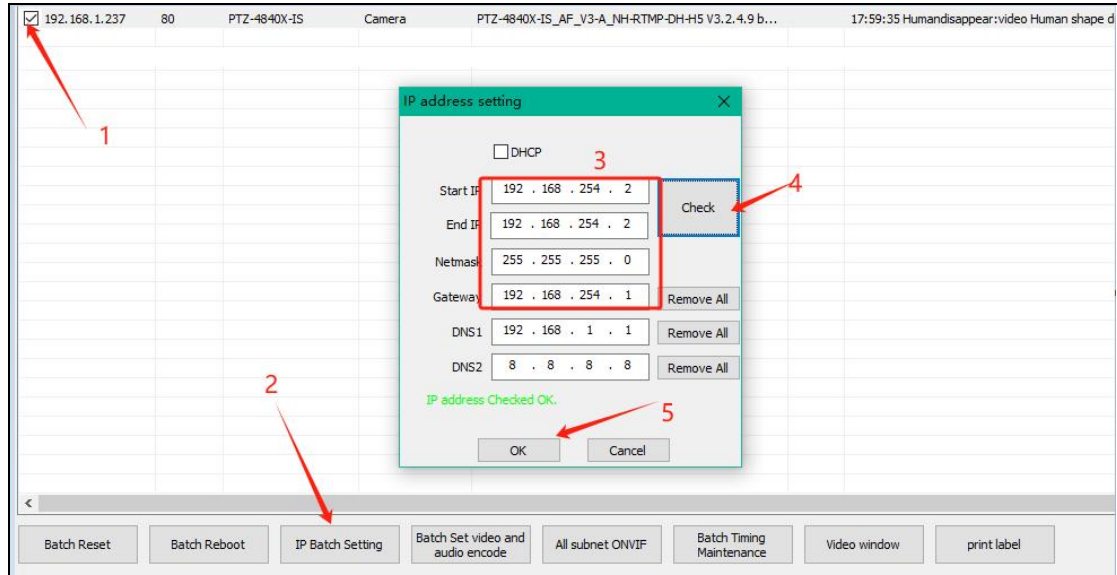 192.168.1.237 80 PTZ-4840X-IS Camera PTZ-4840X-IS_AF_V3-A_NH-RTMP-DH-H5 V3.2.4.9 b... 17:59:35 Humandisappear:video Human shape d
1
IP address setting
DHCP
3
Start IP 192 . 168 . 254 . 2
Check
4
End IP 192 . 168 . 254 . 2
Netmask 255 . 255 . 255 . 0
Gateway 192 . 168 . 254 . 1 Remove All
DNS1 192 . 168 . 1 . 1 Remove All
DNS2 8 . 8 . 8 . 8 Remove All
2
IP address Checked OK.
5
OK Cancel
Batch Reset Batch Reboot IP Batch Setting Batch Set video and All subnet ONVIF Batch Timing Video window print label
audio encode Maintenance